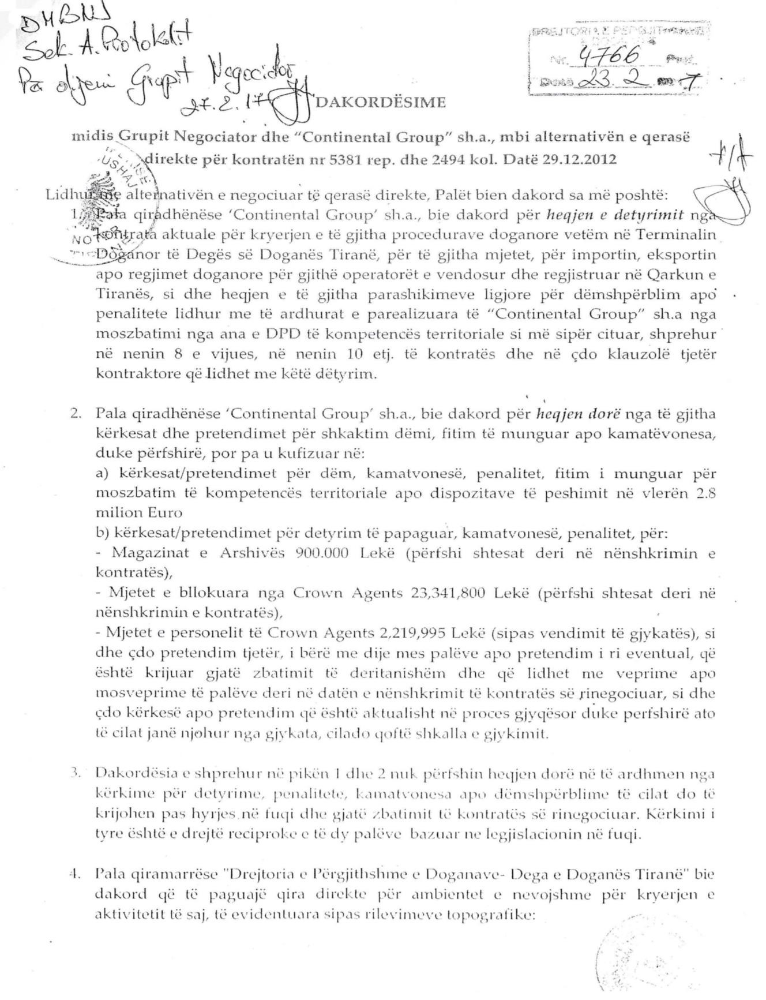 DHBNJ
Sek. A. Protokollit
Për dijeni Grupit Negociator
27.2.17
DREJTORIA E PERGJITHSHME
E DOGANAVE
Nr. 4766 Prot.
Datë 23. 2 7
DAKORDËSIME
midis Grupit Negociator dhe “Continental Group” sh.a., mbi alternativën e qerasë
direkte për kontratën nr 5381 rep. dhe 2494 kol. Datë 29.12.2012
Lidhur me alternativën e negociuar të qerasë direkte, Palët bien dakord sa më poshtë:
1. Pala qiradhënëse ‘Continental Group’ sh.a., bie dakord për heqjen e detyrimit nga
kontrata aktuale për kryerjen e të gjitha procedurave doganore vetëm në Terminalin
Doganor të Degës së Doganës Tiranë, për të gjitha mjetet, për importin, eksportin
apo regjimet doganore për gjithë operatorët e vendosur dhe regjistruar në Qarkun e
Tiranës, si dhe heqjen e të gjitha parashikimeve ligjore për dëmshpërblim apo
penalitete lidhur me të ardhurat e parealizuara të “Continental Group” sh.a nga
moszbatimi nga ana e DPD të kompetencës territoriale si më sipër cituar, shprehur
në nenin 8 e vijues, në nenin 10 etj. të kontratës dhe në çdo klauzolë tjetër
kontraktore që lidhet me këtë dëtyrim.
2. Pala qiradhënëse ‘Continental Group’ sh.a., bie dakord për heqjen dorë nga të gjitha
kërkesat dhe pretendimet për shkaktim dëmi, fitim të munguar apo kamatëvonesa,
duke përfshirë, por pa u kufizuar në:
a) kërkesat/pretendimet për dëm, kamatvonesë, penalitet, fitim i munguar për
moszbatim të kompetencës territoriale apo dispozitave të peshimit në vlerën 2.8
milion Euro
b) kërkesat/pretendimet për detyrim të papaguar, kamatvonesë, penalitet, për:
- Magazinat e Arshivës 900.000 Lekë (përfshi shtesat deri në nënshkrimin e
kontratës),
- Mjetet e bllokuara nga Crown Agents 23,341,800 Lekë (përfshi shtesat deri në
nënshkrimin e kontratës),
- Mjetet e personelit të Crown Agents 2,219,995 Lekë (sipas vendimit të gjykatës), si
dhe çdo pretendim tjetër, i bërë me dije mes palëve apo pretendim i ri eventual, që
është krijuar gjatë zbatimit të deritanishëm dhe që lidhet me veprime apo
mosveprime të palëve deri në datën e nënshkrimit të kontratës së rinegociuar, si dhe
çdo kërkesë apo pretendim që është aktualisht në proces gjyqësor duke perfshirë ato
të cilat janë njohur nga gjykata, cilado qoftë shkalla e gjykimit.
3. Dakordësia e shprehur në pikën 1 dhe 2 nuk përfshin heqjen dorë në të ardhmen nga
kërkime për detyrime, penalitete, kamatvonesa apo dëmshpërblime të cilat do të
krijohen pas hyrjes në fuqi dhe gjatë zbatimit të kontratës së rinegociuar. Kërkimi i
tyre është e drejtë reciproke e të dy palëve bazuar ne legjislacionin në fuqi.
4. Pala qiramarrëse "Drejtoria e Përgjithshme e Doganave- Dega e Doganës Tiranë" bie
dakord që të paguajë qira direkte për ambientet e nevojshme për kryerjen e
aktivitetit të saj, të evidentuara sipas rilevimeve topografike: